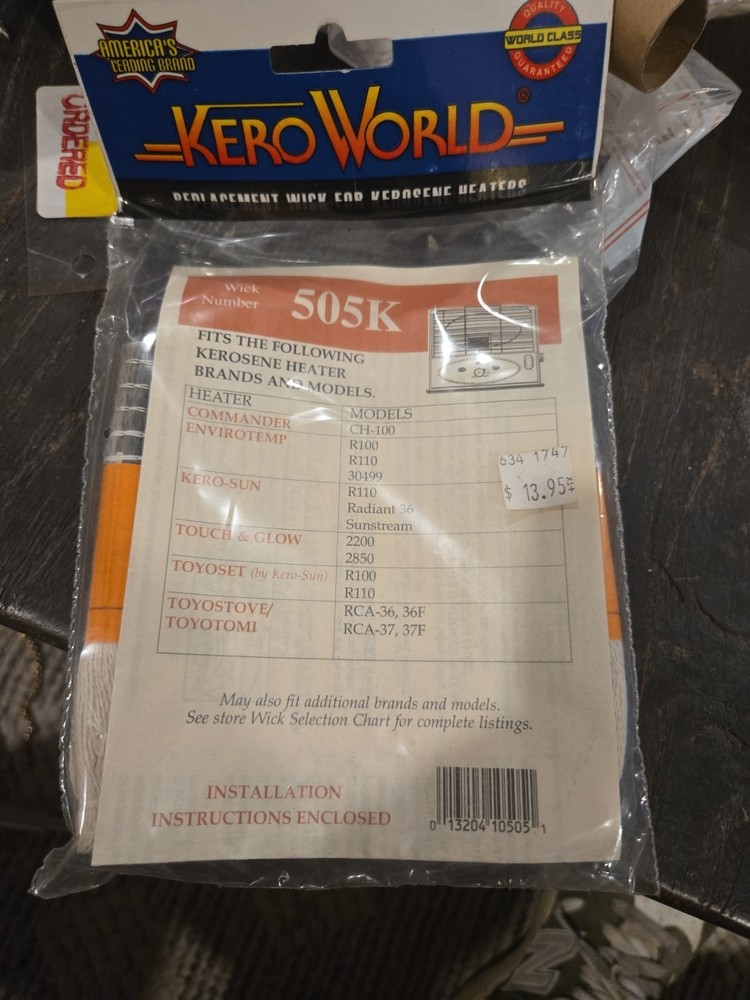 AMERICA'S
LEADING BRAND
QUALITY
WORLD CLASS
GUARANTEED
KERO WORLD®
REPLACEMENT WICK FOR KEROSENE HEATERS
ORDERED
Wick
Number 505K
FITS THE FOLLOWING
KEROSENE HEATER
BRANDS AND MODELS.
HEATER MODELS
COMMANDER CH-100
ENVIROTEMP R100
R110
30499
KERO-SUN R110
Radiant 36
Sunstream
TOUCH & GLOW 2200
2850
TOYOSET (by Kero-Sun) R100
R110
TOYOSTOVE/ RCA-36, 36F
TOYOTOMI RCA-37, 37F
634 1747
$ 13.95
May also fit additional brands and models.
See store Wick Selection Chart for complete listings.
INSTALLATION
INSTRUCTIONS ENCLOSED
0 13204 10505 1